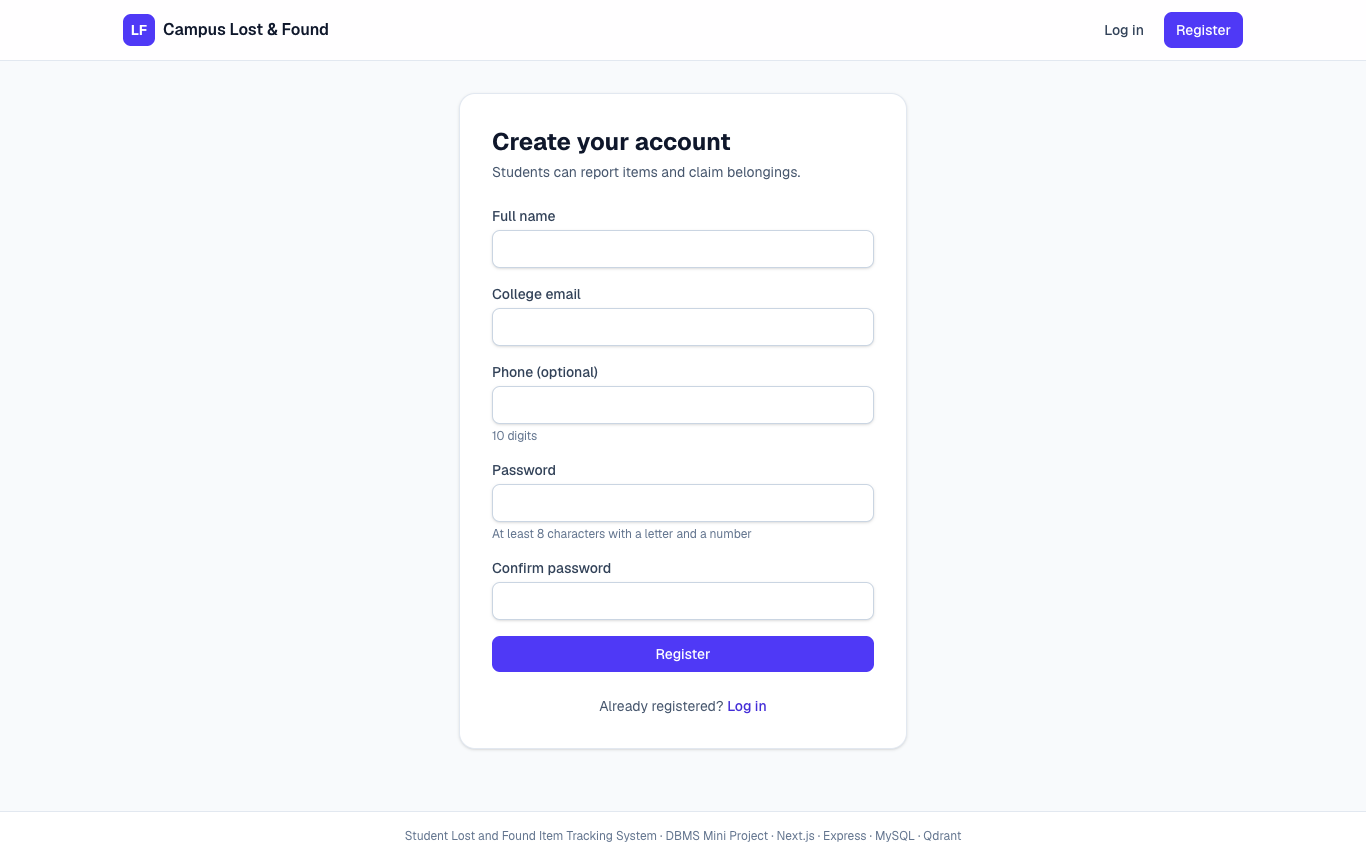 LF Campus Lost & Found Log in Register
Create your account
Students can report items and claim belongings.
Full name
College email
Phone (optional)
10 digits
Password
At least 8 characters with a letter and a number
Confirm password
Register
Already registered? Log in
Student Lost and Found Item Tracking System · DBMS Mini Project · Next.js · Express · MySQL · Qdrant